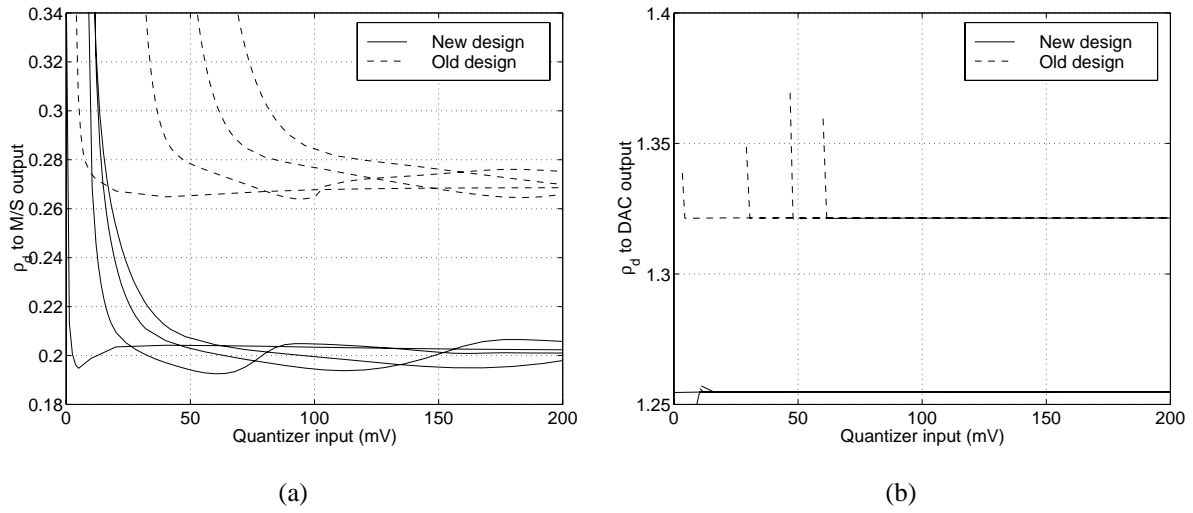 0.34
0.32
0.3
0.28
0.26
0.24
0.22
0.2
0.18
0
50
100
150
200
ρd to M/S output
Quantizer input (mV)
New design
Old design
(a)
1.4
1.35
1.3
1.25
0
50
100
150
200
ρd to DAC output
Quantizer input (mV)
New design
Old design
(b)